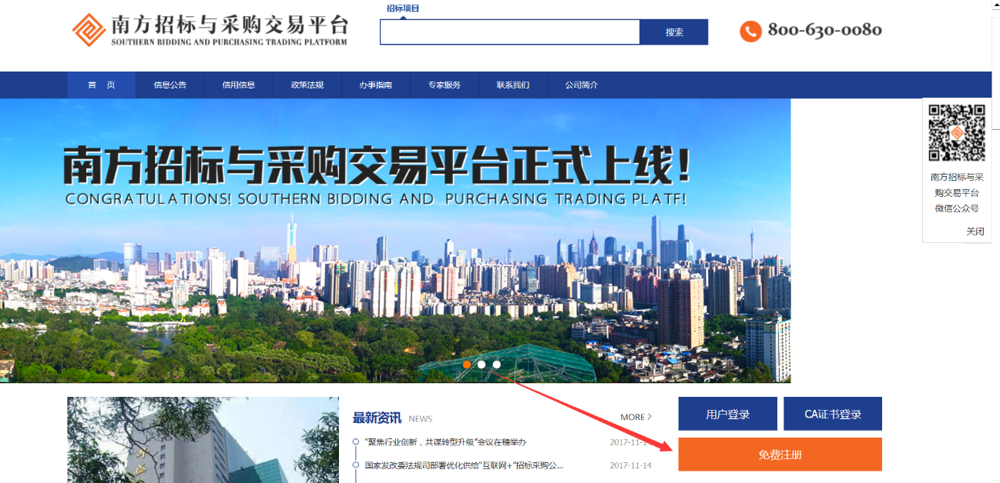 招标项目
南方招标与采购交易平台
SOUTHERN BIDDING AND PURCHASING TRADING PLATFORM
搜索
800-630-0080
首 页 信息公告 信用信息 政策法规 办事指南 专家服务 联系我们 公司简介
南方招标与采购交易平台正式上线！
CONGRATULATIONS! SOUTHERN BIDDING AND PURCHASING TRADING PLATF!
南方招标与采
购交易平台
微信公众号
关闭
最新资讯 NEWS MORE
"聚焦行业创新，共谋转型升级"会议在穗举办 2017-11-1
国家发改委法规司部署优化供给"互联网+"招标采购公... 2017-11-14
用户登录 CA证书登录
免费注册